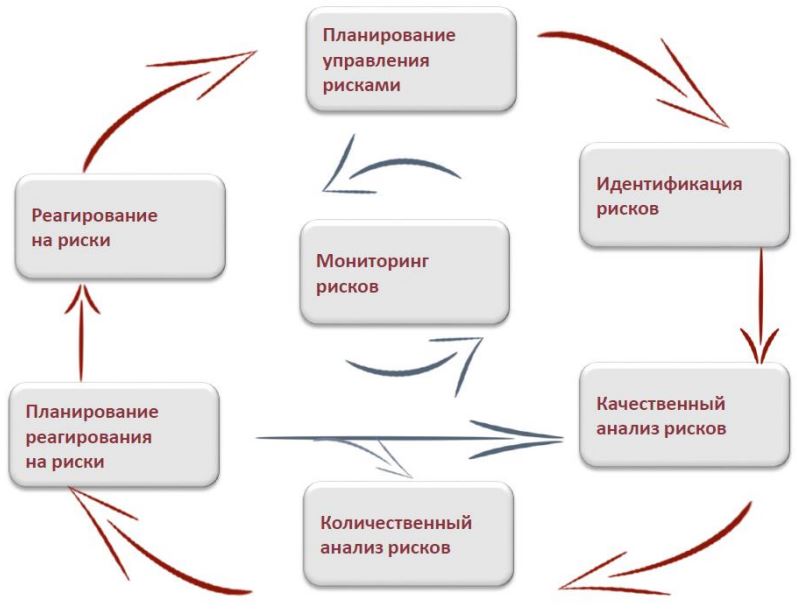 Планирование
управления
рисками
Идентификация
рисков
Реагирование
на риски
Мониторинг
рисков
Качественный
анализ рисков
Планирование
реагирования
на риски
Количественный
анализ рисков